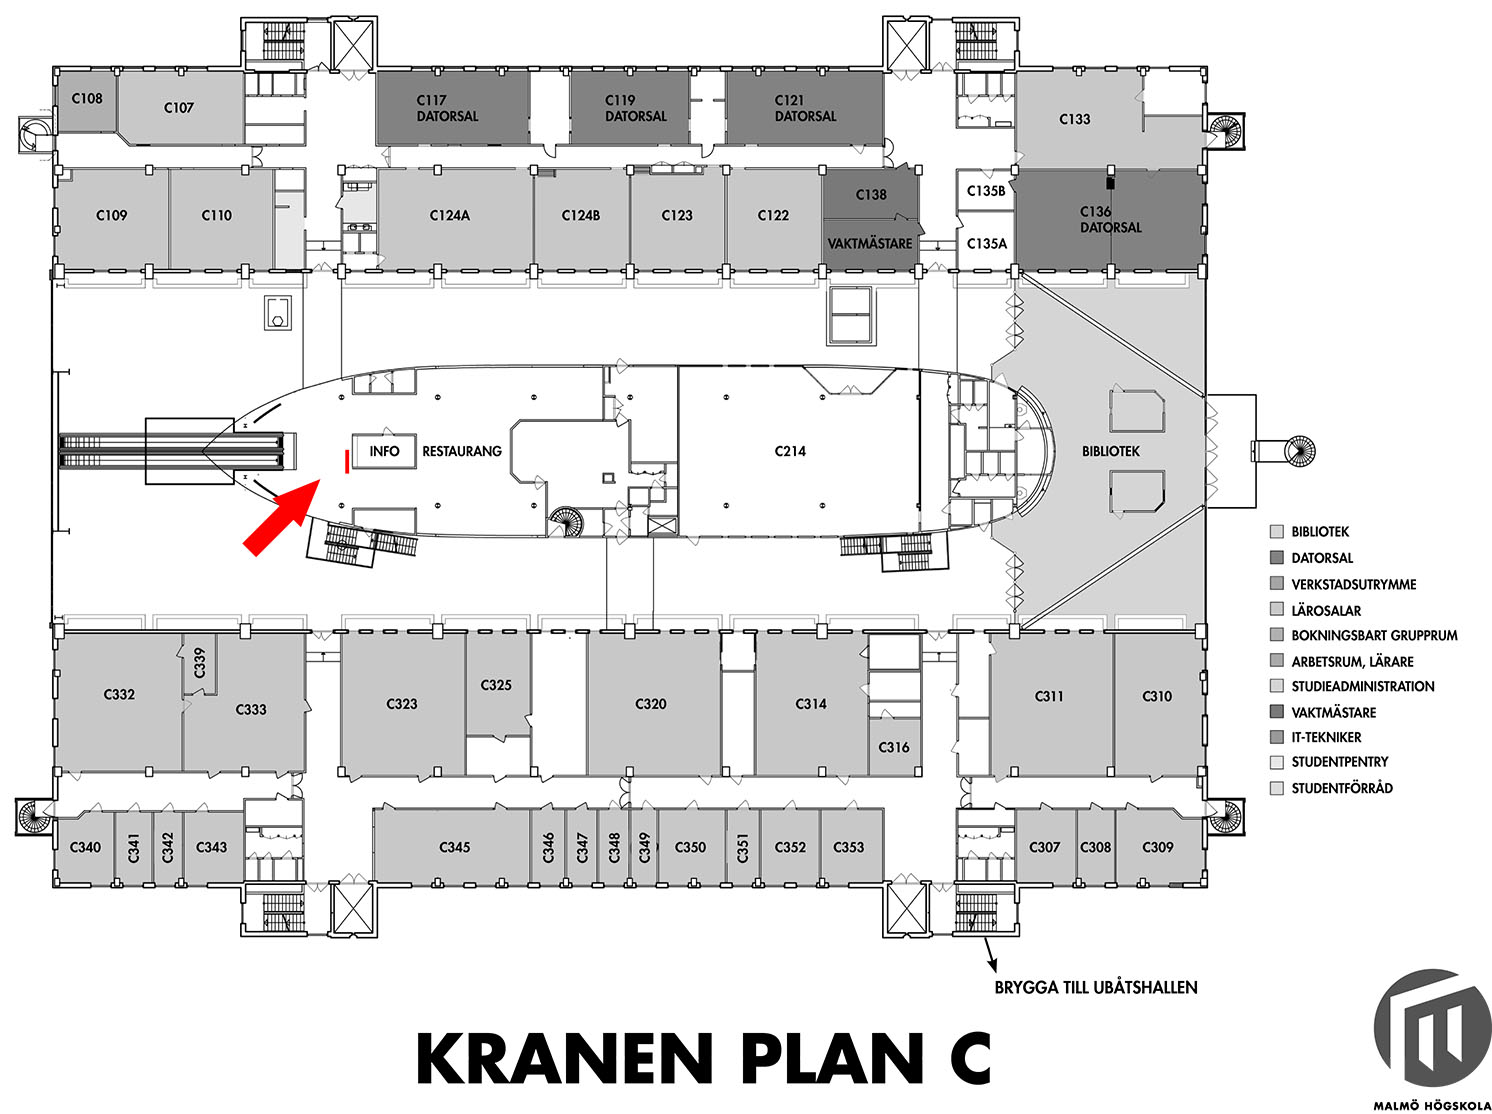 C108
C107
C117
DATORSAL
C119
DATORSAL
C121
DATORSAL
C133
C109
C110
C124A
C124B
C123
C122
C138
VAKTMÄSTARE
C135B
C135A
C136
DATORSAL
INFO
RESTAURANG
C214
BIBLIOTEK
BIBLIOTEK
DATORSAL
VERKSTADSUTRYMME
LÄROSALAR
BOKNINGSBART GRUPPRUM
ARBETSRUM, LÄRARE
STUDIEADMINISTRATION
VAKTMÄSTARE
IT-TEKNIKER
STUDENTPENTRY
STUDENTFÖRRÅD
C332
C339
C333
C323
C325
C320
C314
C316
C311
C310
C340
C341
C342
C343
C345
C346
C347
C348
C349
C350
C351
C352
C353
C307
C308
C309
BRYGGA TILL UBÅTSHALLEN
KRANEN PLAN C
MALMÖ HÖGSKOLA